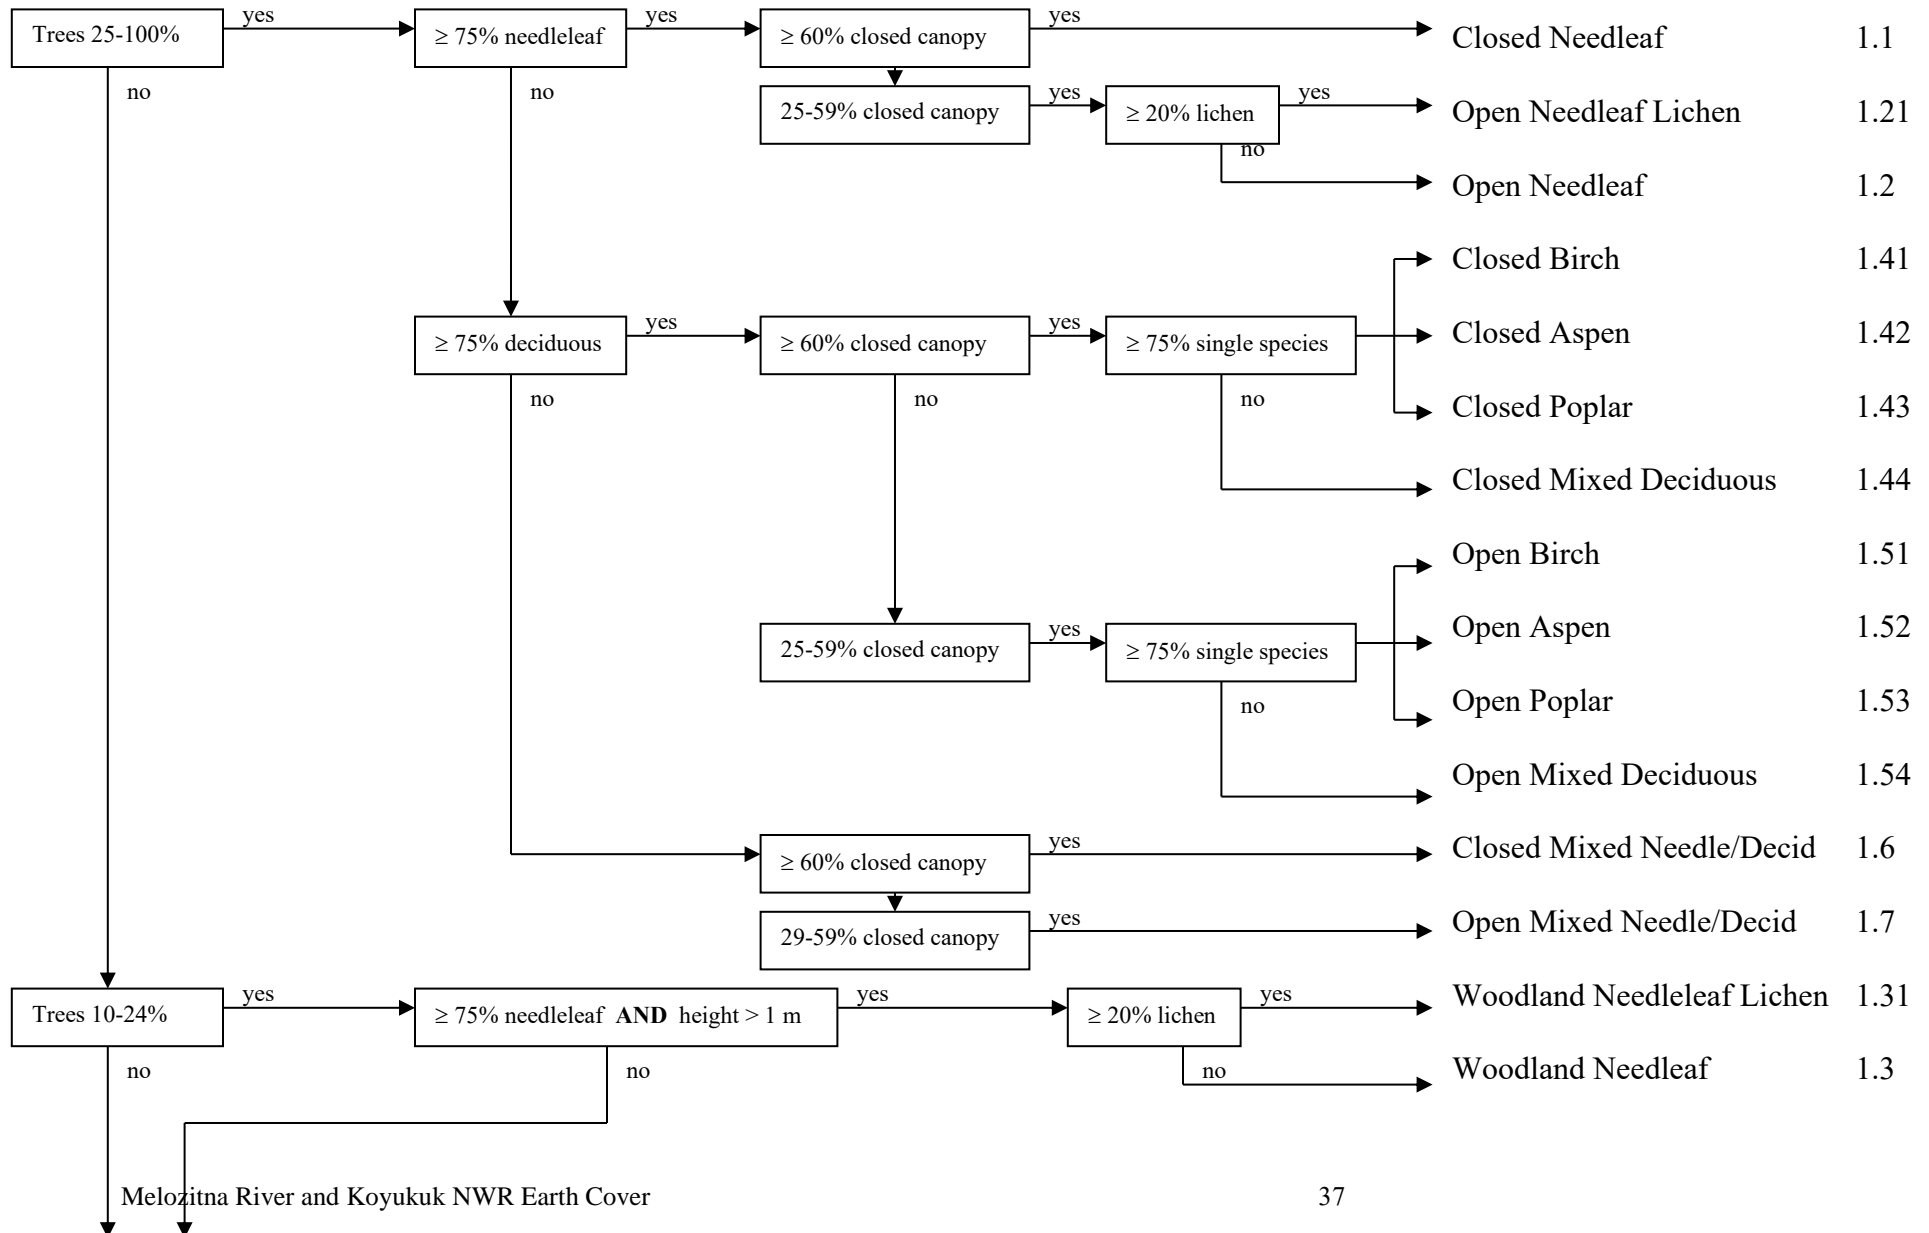 Trees 25-100% yes ≥ 75% needleleaf yes ≥ 60% closed canopy yes Closed Needleaf 1.1
no no 25-59% closed canopy yes ≥ 20% lichen yes Open Needleaf Lichen 1.21
no Open Needleaf 1.2
Closed Birch 1.41
≥ 75% deciduous yes ≥ 60% closed canopy yes ≥ 75% single species Closed Aspen 1.42
no no no Closed Poplar 1.43
Closed Mixed Deciduous 1.44
Open Birch 1.51
25-59% closed canopy yes ≥ 75% single species Open Aspen 1.52
no Open Poplar 1.53
Open Mixed Deciduous 1.54
≥ 60% closed canopy yes Closed Mixed Needle/Decid 1.6
29-59% closed canopy yes Open Mixed Needle/Decid 1.7
Trees 10-24% yes ≥ 75% needleleaf AND height > 1 m yes ≥ 20% lichen yes Woodland Needleleaf Lichen 1.31
no no no Woodland Needleaf 1.3
Melozitna River and Koyukuk NWR Earth Cover 37